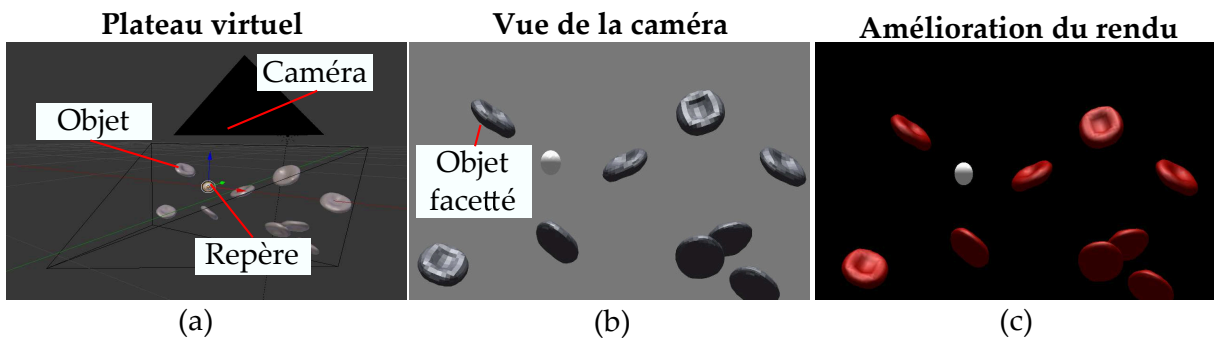 Plateau virtuel
Vue de la caméra
Amélioration du rendu
Caméra
Objet
Repère
Objet
facetté
(a)
(b)
(c)